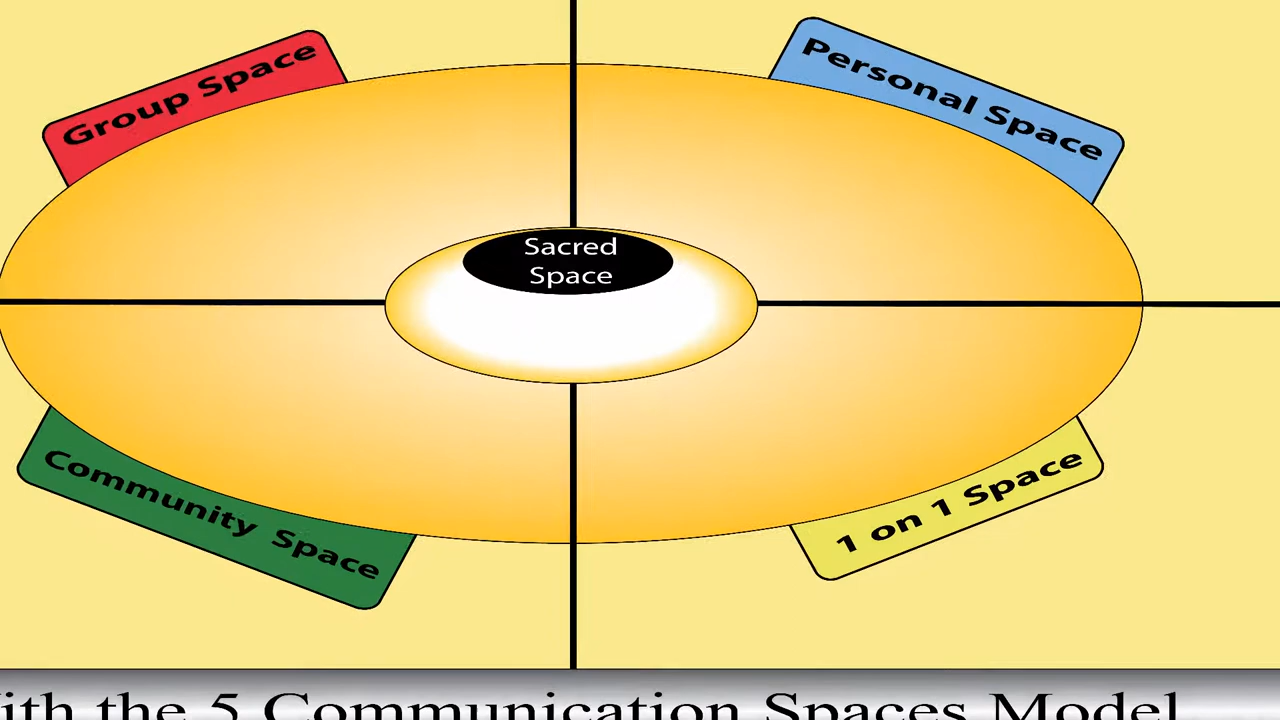 Group Space
Personal Space
Sacred
Space
Community Space
1 on 1 Space
the 5 Communication Spaces Model